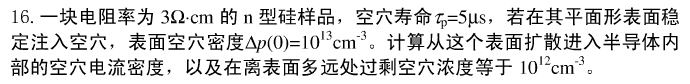 16. 一块电阻率为 3Ω·cm 的 n 型硅样品，空穴寿命 τp=5μs，若在其平面形表面稳
定注入空穴，表面空穴密度Δp(0)=10¹³cm⁻³。计算从这个表面扩散进入半导体内
部的空穴电流密度，以及在离表面多远处过剩空穴浓度等于 10¹²cm⁻³。